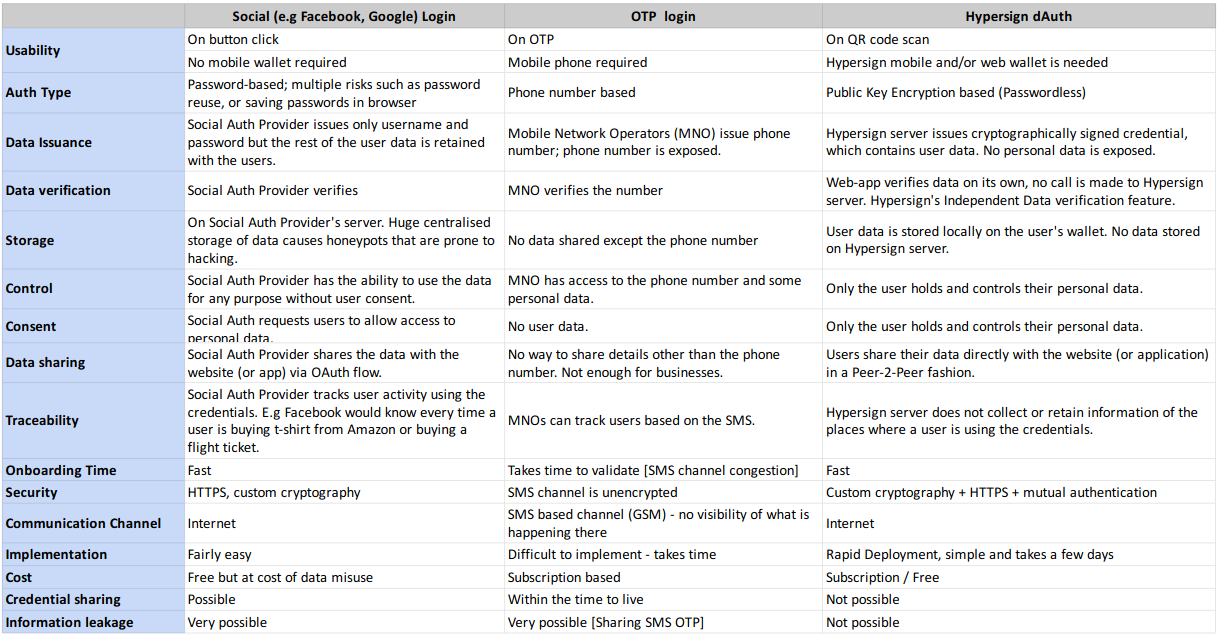 Social (e.g Facebook, Google) Login
OTP login
Hypersign dAuth
Usability
On button click
On OTP
On QR code scan
No mobile wallet required
Mobile phone required
Hypersign mobile and/or web wallet is needed
Auth Type
Password-based; multiple risks such as password
reuse, or saving passwords in browser
Phone number based
Public Key Encryption based (Passwordless)
Data Issuance
Social Auth Provider issues only username and
password but the rest of the user data is retained
with the users.
Mobile Network Operators (MNO) issue phone
number; phone number is exposed.
Hypersign server issues cryptographically signed credential,
which contains user data. No personal data is exposed.
Data verification
Social Auth Provider verifies
MNO verifies the number
Web-app verifies data on its own, no call is made to Hypersign
server. Hypersign's Independent Data verification feature.
Storage
On Social Auth Provider's server. Huge centralised
storage of data causes honeypots that are prone to
hacking.
No data shared except the phone number
User data is stored locally on the user's wallet. No data stored
on Hypersign server.
Control
Social Auth Provider has the ability to use the data
for any purpose without user consent.
MNO has access to the phone number and some
personal data.
Only the user holds and controls their personal data.
Consent
Social Auth requests users to allow access to
personal data.
No user data.
Only the user holds and controls their personal data.
Data sharing
Social Auth Provider shares the data with the
website (or app) via OAuth flow.
No way to share details other than the phone
number. Not enough for businesses.
Users share their data directly with the website (or application)
in a Peer-2-Peer fashion.
Traceability
Social Auth Provider tracks user activity using the
credentials. E.g Facebook would know every time a
user is buying t-shirt from Amazon or buying a
flight ticket.
MNOs can track users based on the SMS.
Hypersign server does not collect or retain information of the
places where a user is using the credentials.
Onboarding Time
Fast
Takes time to validate [SMS channel congestion]
Fast
Security
HTTPS, custom cryptography
SMS channel is unencrypted
Custom cryptography + HTTPS + mutual authentication
Communication Channel
Internet
SMS based channel (GSM) - no visibility of what is
happening there
Internet
Implementation
Fairly easy
Difficult to implement - takes time
Rapid Deployment, simple and takes a few days
Cost
Free but at cost of data misuse
Subscription based
Subscription / Free
Credential sharing
Possible
Within the time to live
Not possible
Information leakage
Very possible
Very possible [Sharing SMS OTP]
Not possible